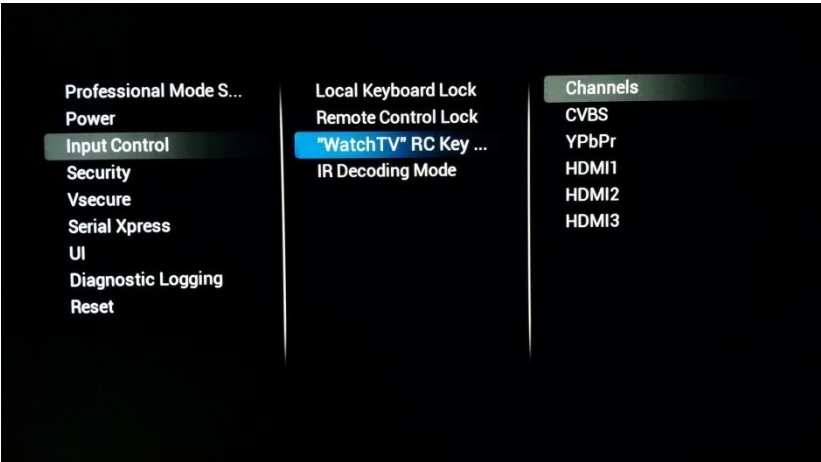 Professional Mode S...
Power
Input Control
Security
Vsecure
Serial Xpress
UI
Diagnostic Logging
Reset
Local Keyboard Lock
Remote Control Lock
"WatchTV" RC Key ...
IR Decoding Mode
Channels
CVBS
YPbPr
HDMI1
HDMI2
HDMI3